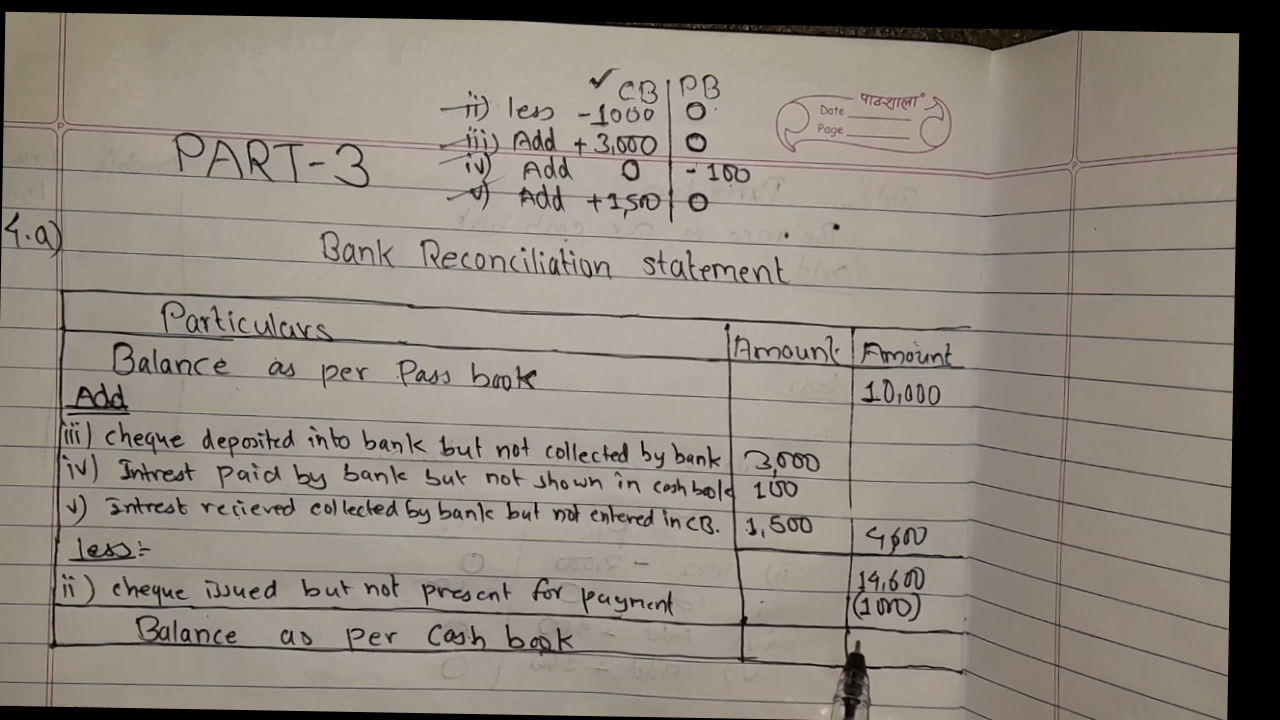 ✓CB | PB
ii) less -1000 | 0
iii) Add +3,000 | 0
iv) Add 0 | -100
v) Add +1,500 | 0
पाठशाला
Date
Page
PART-3
4.a)
Bank Reconciliation statement
Particulars Amount Amount
Balance as per Pass book 10,000
Add
iii) cheque deposited into bank but not collected by bank 3,000
iv) Intrest paid by bank but not shown in cash book 100
v) Intrest recieved collected by bank but not entered in CB. 1,500 4,600
less:-
14,600
ii) cheque issued but not present for payment (1000)
Balance as per Cash book